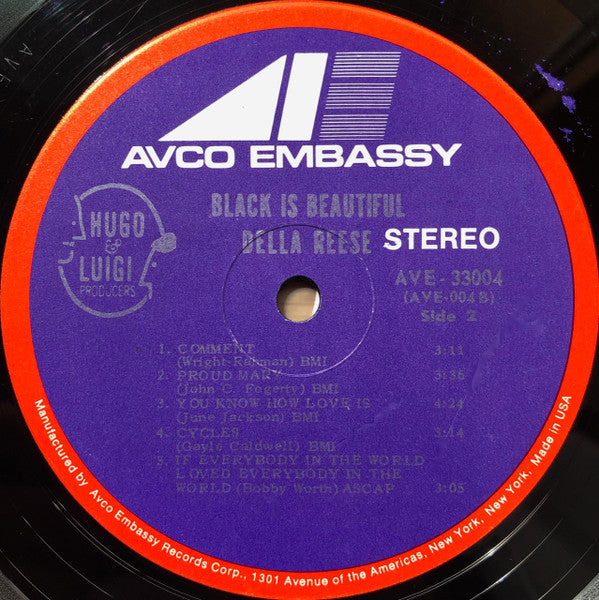 AVCO EMBASSY
BLACK IS BEAUTIFUL
DELLA REESE STEREO
HUGO
&
LUIGI
PRODUCERS
AVE-33004
(AVE-004B)
Side 2
1. COMMENT 3:11
(Wright-Rahman) BMI
2. PROUD MARY 3:36
(John C. Fogerty) BMI
3. YOU KNOW HOW LOVE IS 4:24
(June Jackson) BMI
4. CYCLES 3:14
(Gayle Caldwell) BMI
5. IF EVERYBODY IN THE WORLD
LOVED EVERYBODY IN THE
WORLD (Bobby Worth) ASCAP 3:05
Manufactured by Avco Embassy Records Corp., 1301 Avenue of the Americas, New York, New York. Made in USA